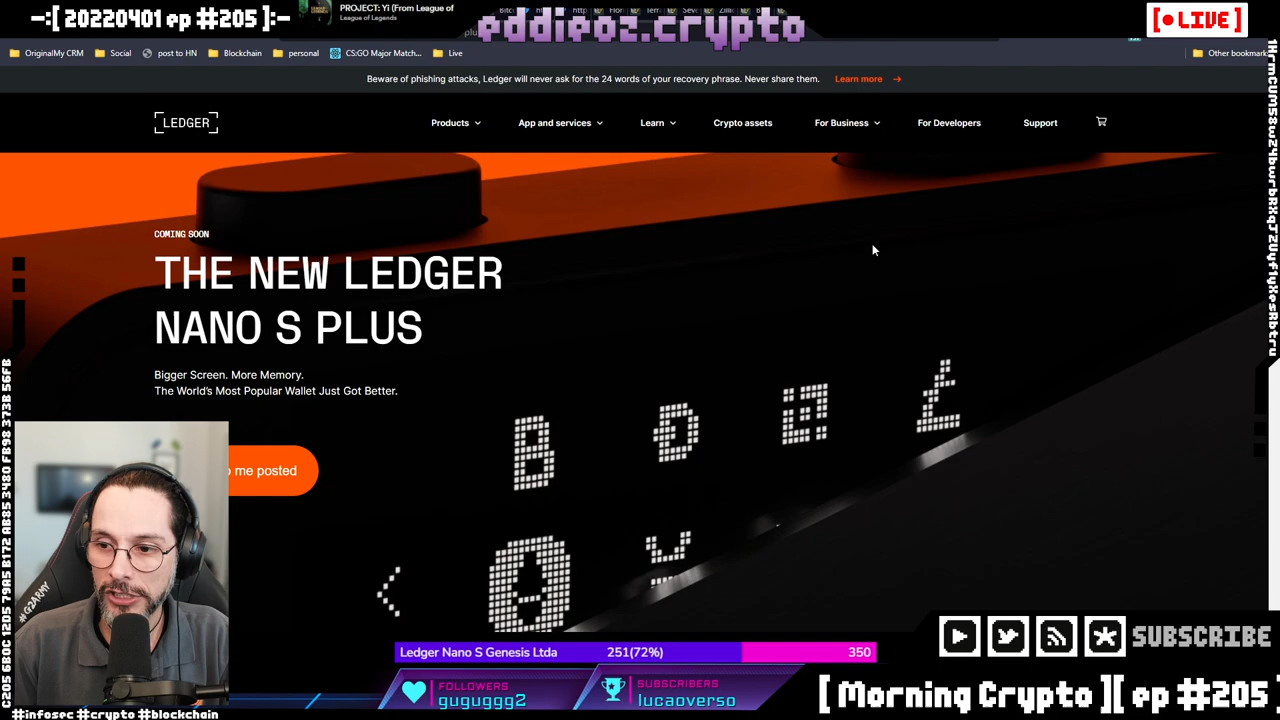 -:[ 20220401 ep #205 ]:-
PROJECT: Yi (From League of
League of Legends
eddieoz.crypto
[ LIVE ]
OriginalMy CRM
Social
post to HN
Blockchain
personal
CS:GO Major Match...
Live
Other bookmark
Beware of phishing attacks, Ledger will never ask for the 24 words of your recovery phrase. Never share them. Learn more →
LEDGER
Products
App and services
Learn
Crypto assets
For Business
For Developers
Support
COMING SOON
THE NEW LEDGER
NANO S PLUS
Bigger Screen. More Memory.
The World's Most Popular Wallet Just Got Better.
me posted
#G2ARMY
Ledger Nano S Genesis Ltda 251(72%) 350
FOLLOWERS
guguggg2
SUBSCRIBERS
lucaoverso
SUBSCRIBE
[ Morning Crypto ][ ep #205 ]
#infosec #crypto #blockchain